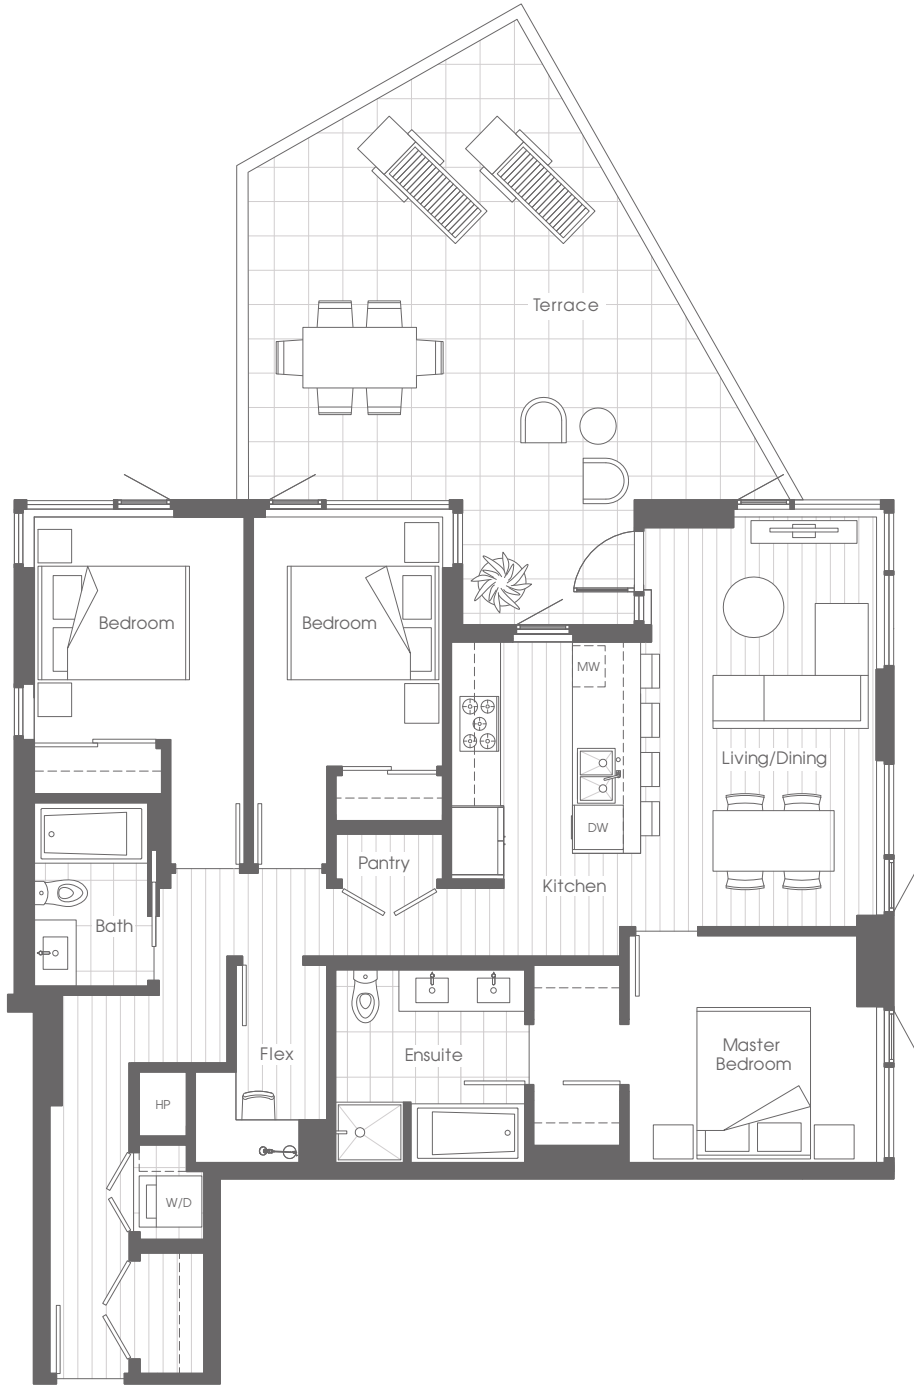 Terrace
Bedroom
Bedroom
MW
Living/Dining
DW
Pantry
Kitchen
Bath
Flex
Ensuite
Master
Bedroom
HP
W/D